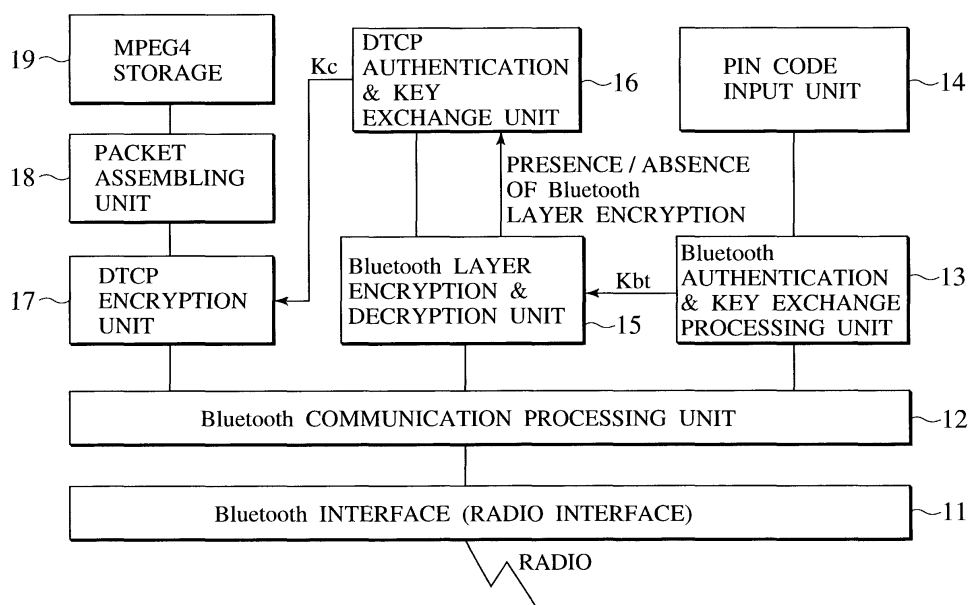 19
MPEG4
STORAGE
Kc
DTCP
AUTHENTICATION
& KEY
EXCHANGE UNIT
16
PIN CODE
INPUT UNIT
14
18
PACKET
ASSEMBLING
UNIT
PRESENCE / ABSENCE
OF Bluetooth
LAYER ENCRYPTION
17
DTCP
ENCRYPTION
UNIT
Bluetooth LAYER
ENCRYPTION &
DECRYPTION UNIT
15
Kbt
Bluetooth
AUTHENTICATION
& KEY EXCHANGE
PROCESSING UNIT
13
Bluetooth COMMUNICATION PROCESSING UNIT
12
Bluetooth INTERFACE (RADIO INTERFACE)
11
RADIO